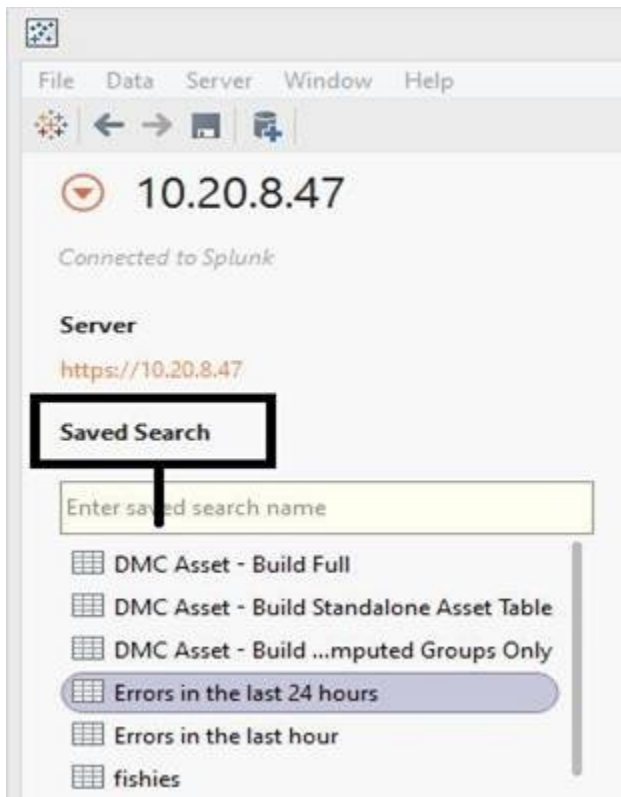 File Data Server Window Help
10.20.8.47
Connected to Splunk
Server
https://10.20.8.47
Saved Search
Enter saved search name
DMC Asset - Build Full
DMC Asset - Build Standalone Asset Table
DMC Asset - Build ...mputed Groups Only
Errors in the last 24 hours
Errors in the last hour
fishies